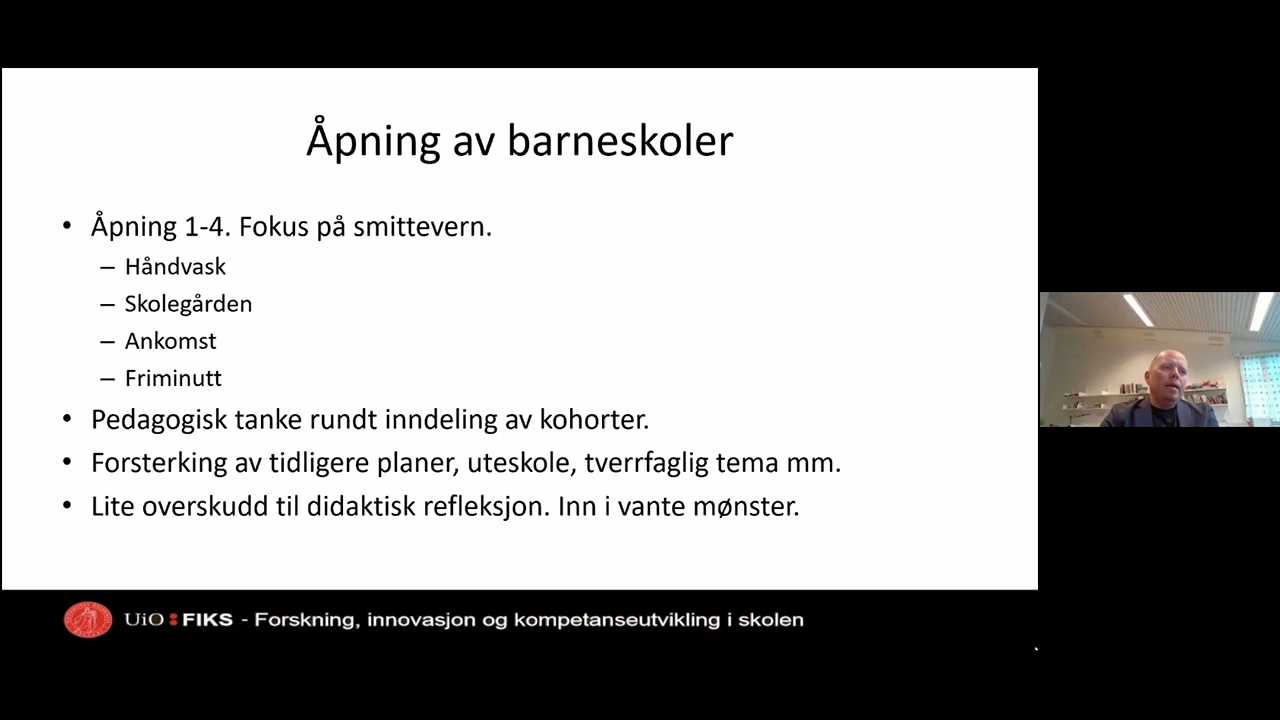 Åpning av barneskoler
• Åpning 1-4. Fokus på smittevern.
– Håndvask
– Skolegården
– Ankomst
– Friminutt
• Pedagogisk tanke rundt inndeling av kohorter.
• Forsterking av tidligere planer, uteskole, tverrfaglig tema mm.
• Lite overskudd til didaktisk refleksjon. Inn i vante mønster.
UiO : FIKS - Forskning, innovasjon og kompetanseutvikling i skolen